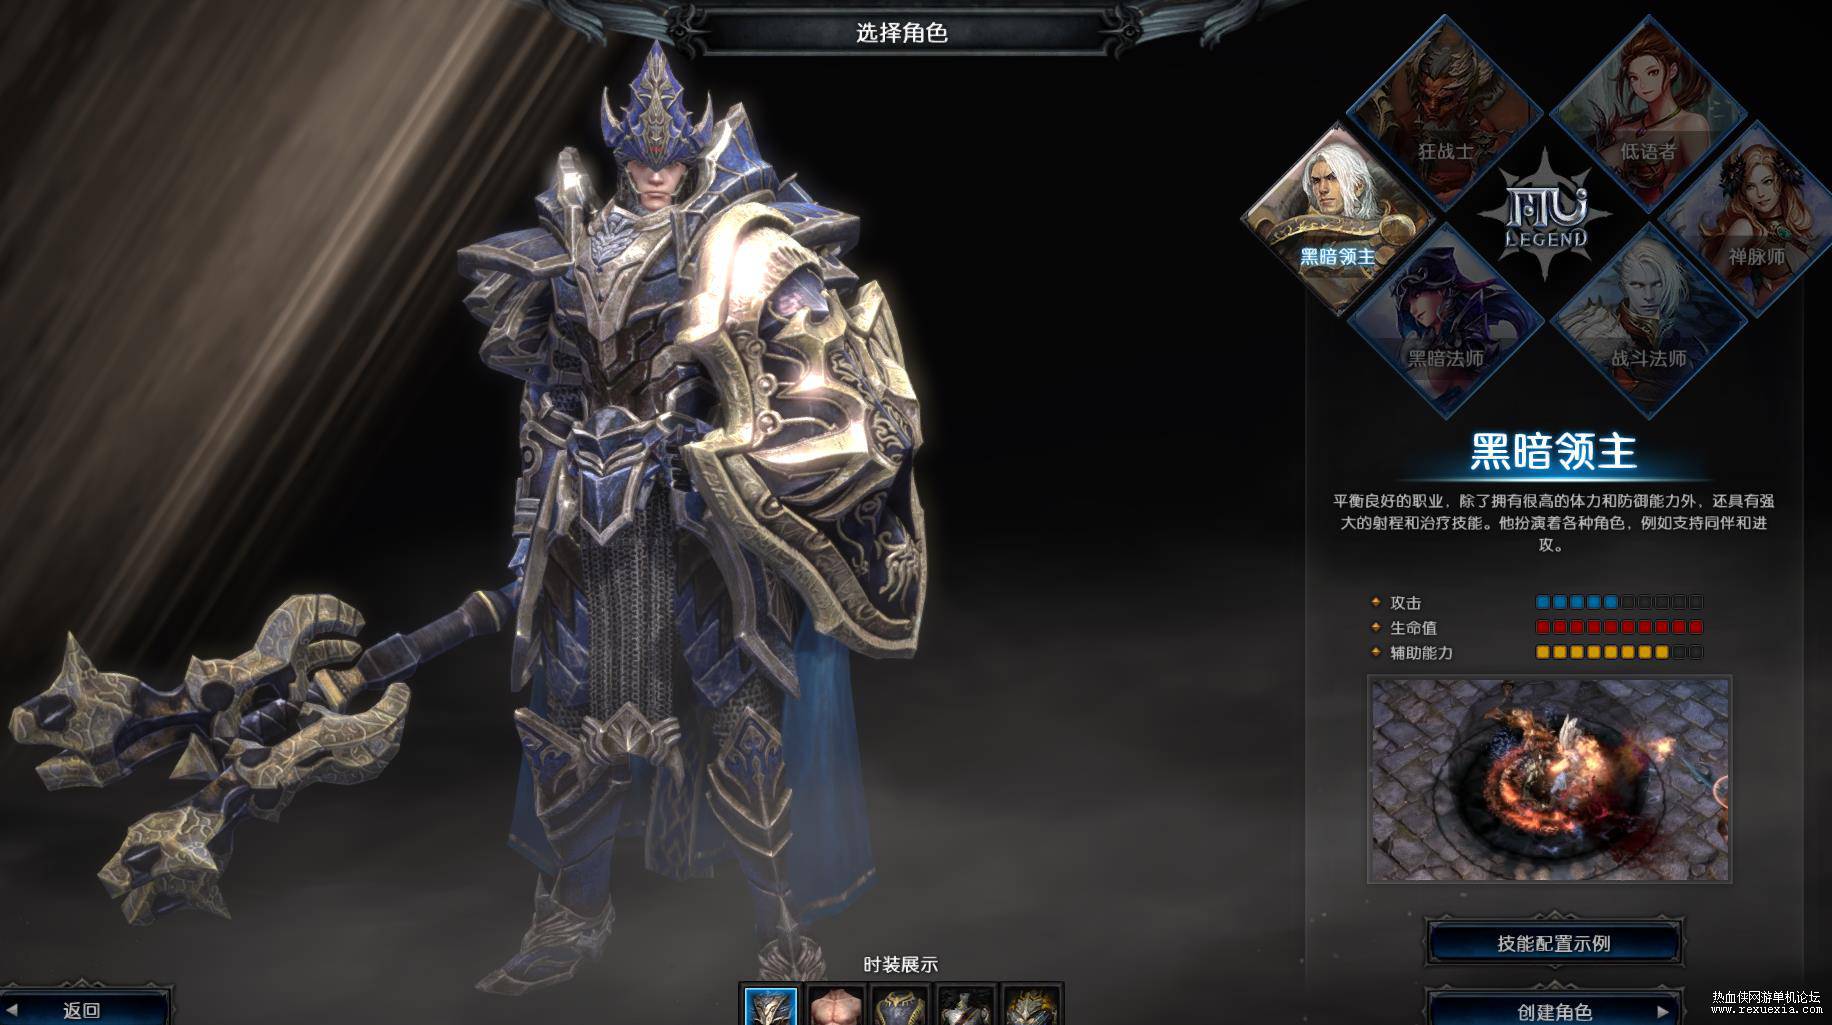 选择角色
狂战士
低语者
黑暗领主
MU
LEGEND
禅脉师
黑暗法师
战斗法师
黑暗领主
平衡良好的职业，除了拥有很高的体力和防御能力外，还具有强
大的射程和治疗技能。他扮演着各种角色，例如支持同伴和进
攻。
攻击
生命值
辅助能力
技能配置示例
时装展示
返回
创建角色
热血侠网游单机论坛
www.rexuexia.com